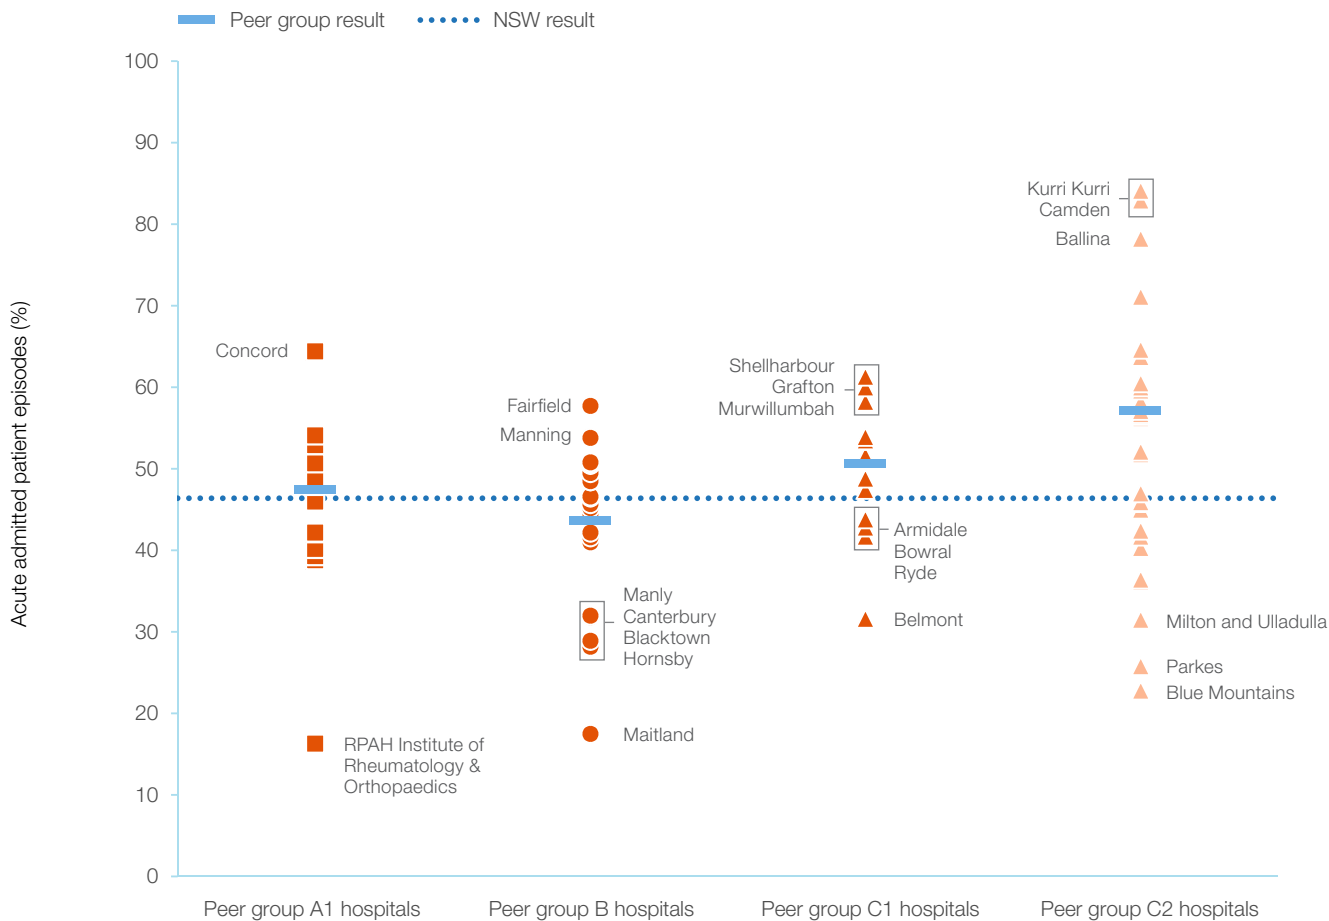 Peer group result
NSW result
Acute admitted patient episodes (%)
100
90
80
70
60
50
40
30
20
10
0
Concord
RPAH Institute of
Rheumatology &
Orthopaedics
Fairfield
Manning
Manly
Canterbury
Blacktown
Hornsby
Maitland
Shellharbour
Grafton
Murwillumbah
Armidale
Bowral
Ryde
Belmont
Kurri Kurri
Camden
Ballina
Milton and Ulladulla
Parkes
Blue Mountains
Peer group A1 hospitals
Peer group B hospitals
Peer group C1 hospitals
Peer group C2 hospitals